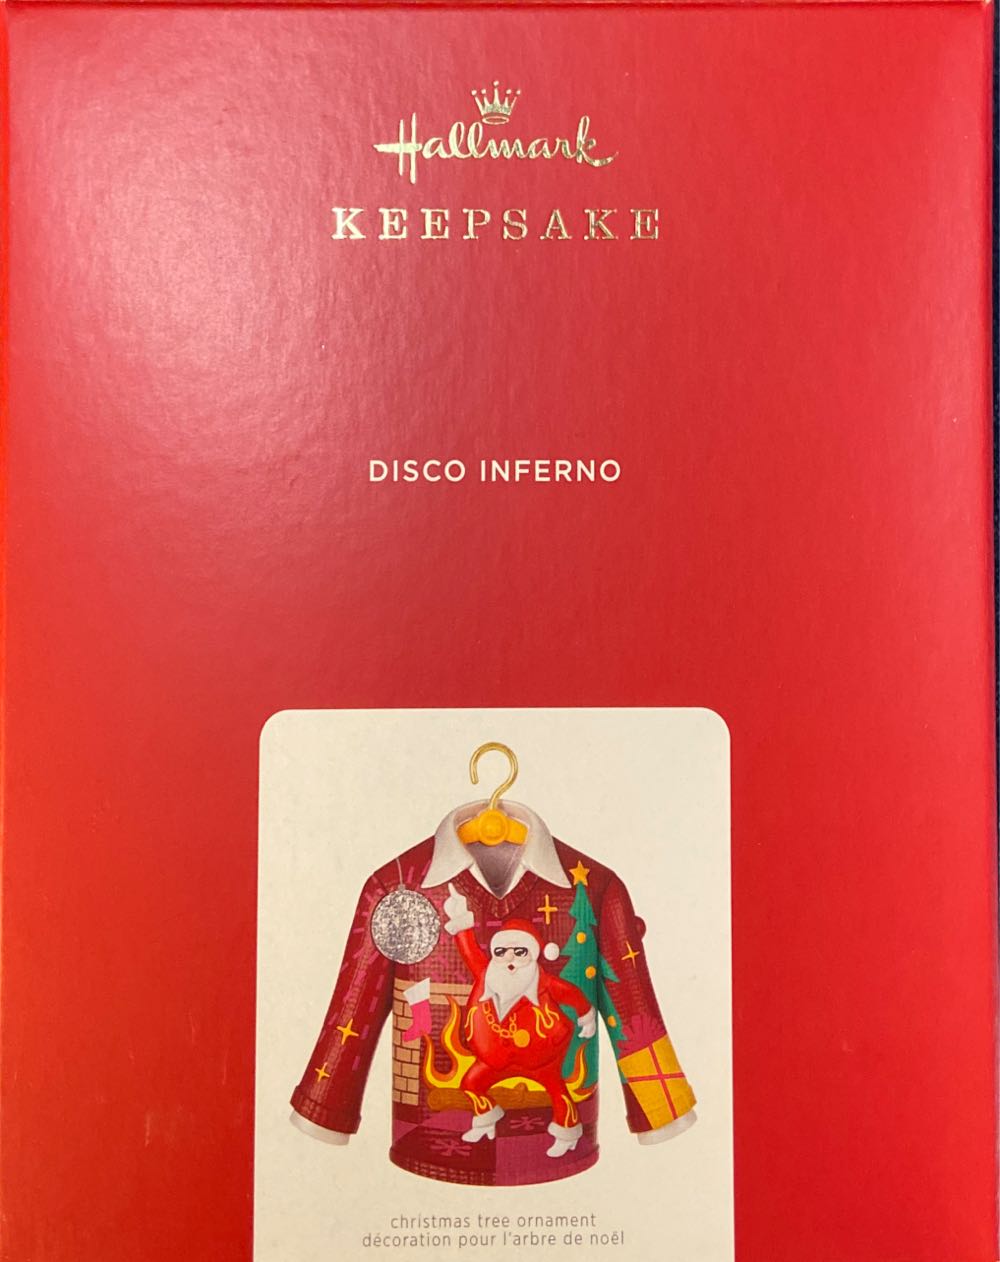 Hallmark
KEEPSAKE
DISCO INFERNO
christmas tree ornament
décoration pour l'arbre de noël